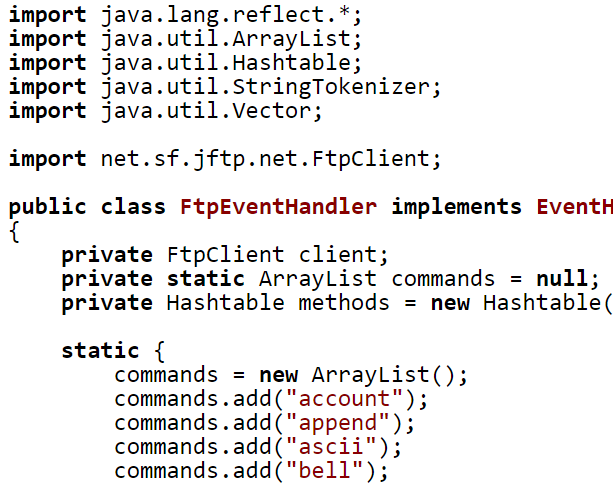 import java.lang.reflect.*;
import java.util.ArrayList;
import java.util.Hashtable;
import java.util.StringTokenizer;
import java.util.Vector;
import net.sf.jftp.net.FtpClient;
public class FtpEventHandler implements EventH
{
private FtpClient client;
private static ArrayList commands = null;
private Hashtable methods = new Hashtable(
static {
commands = new ArrayList();
commands.add("account");
commands.add("append");
commands.add("ascii");
commands.add("bell");